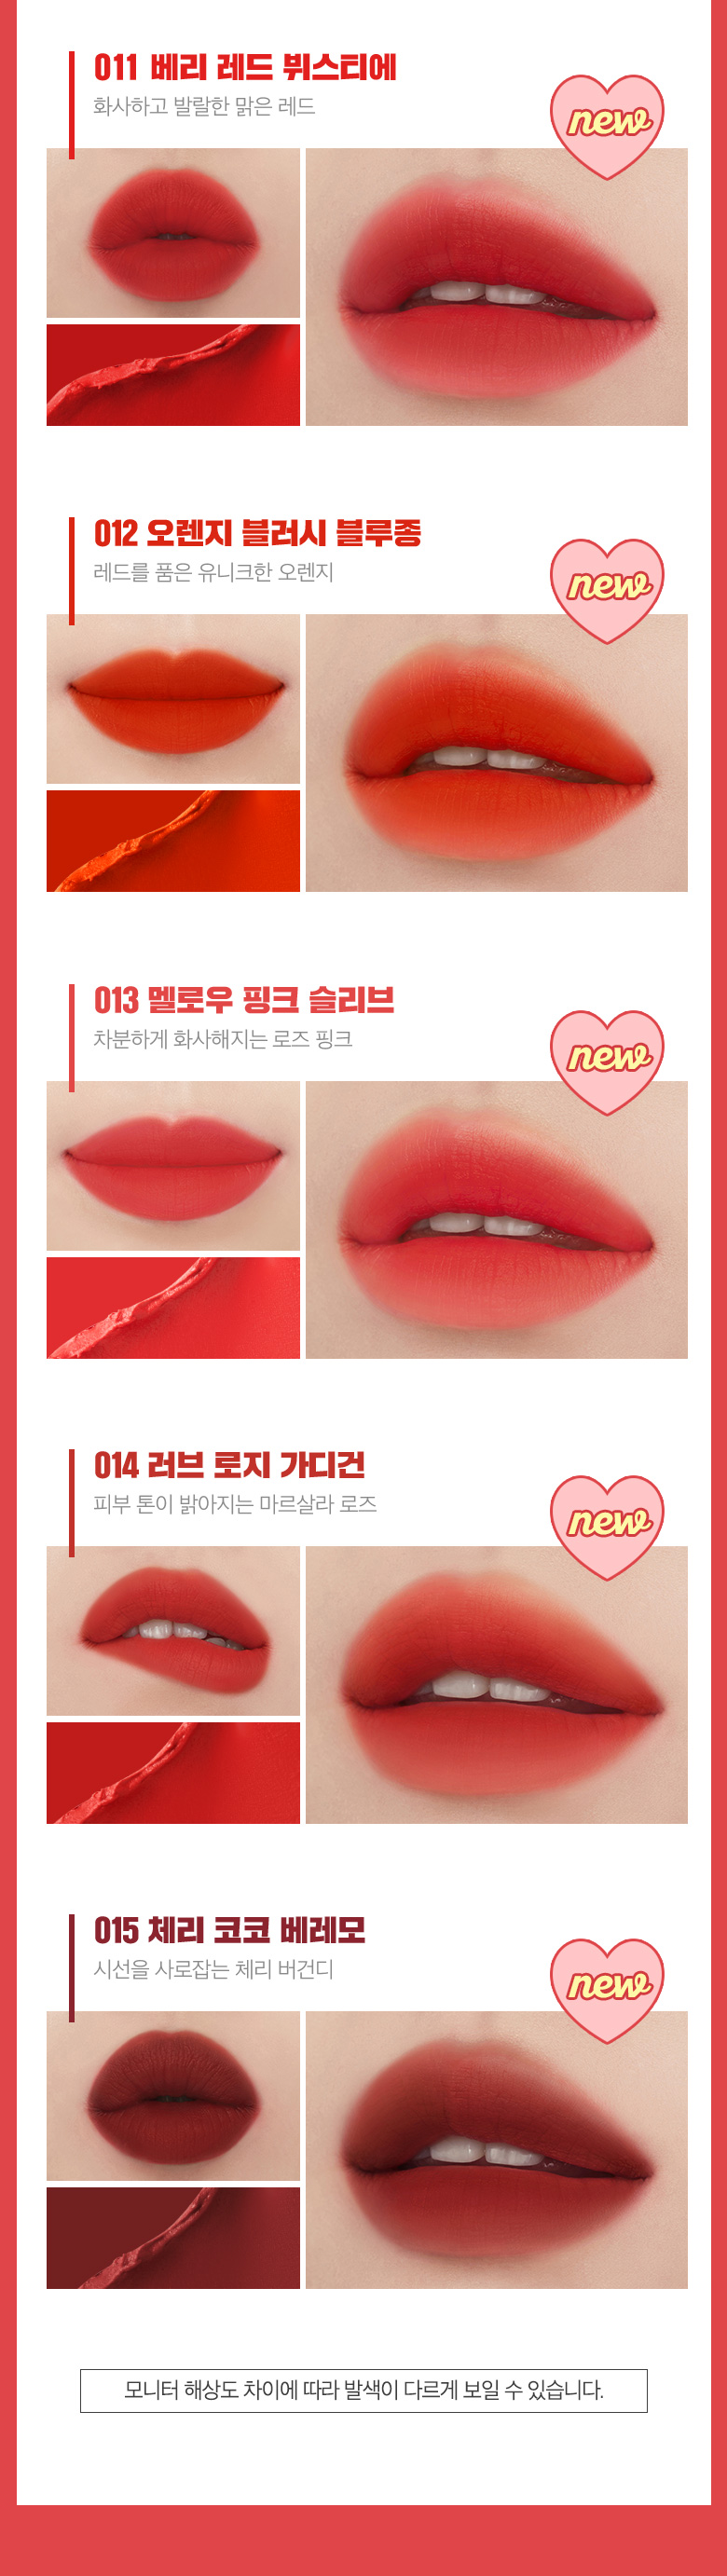 011 베리 레드 뷔스티에
화사하고 발랄한 맑은 레드
new
012 오렌지 블러시 블루종
레드를 품은 유니크한 오렌지
new
013 멜로우 핑크 슬리브
차분하게 화사해지는 로즈 핑크
new
014 러브 로지 가디건
피부 톤이 밝아지는 마르살라 로즈
new
015 체리 코코 베레모
시선을 사로잡는 체리 버건디
new
모니터 해상도 차이에 따라 발색이 다르게 보일 수 있습니다.